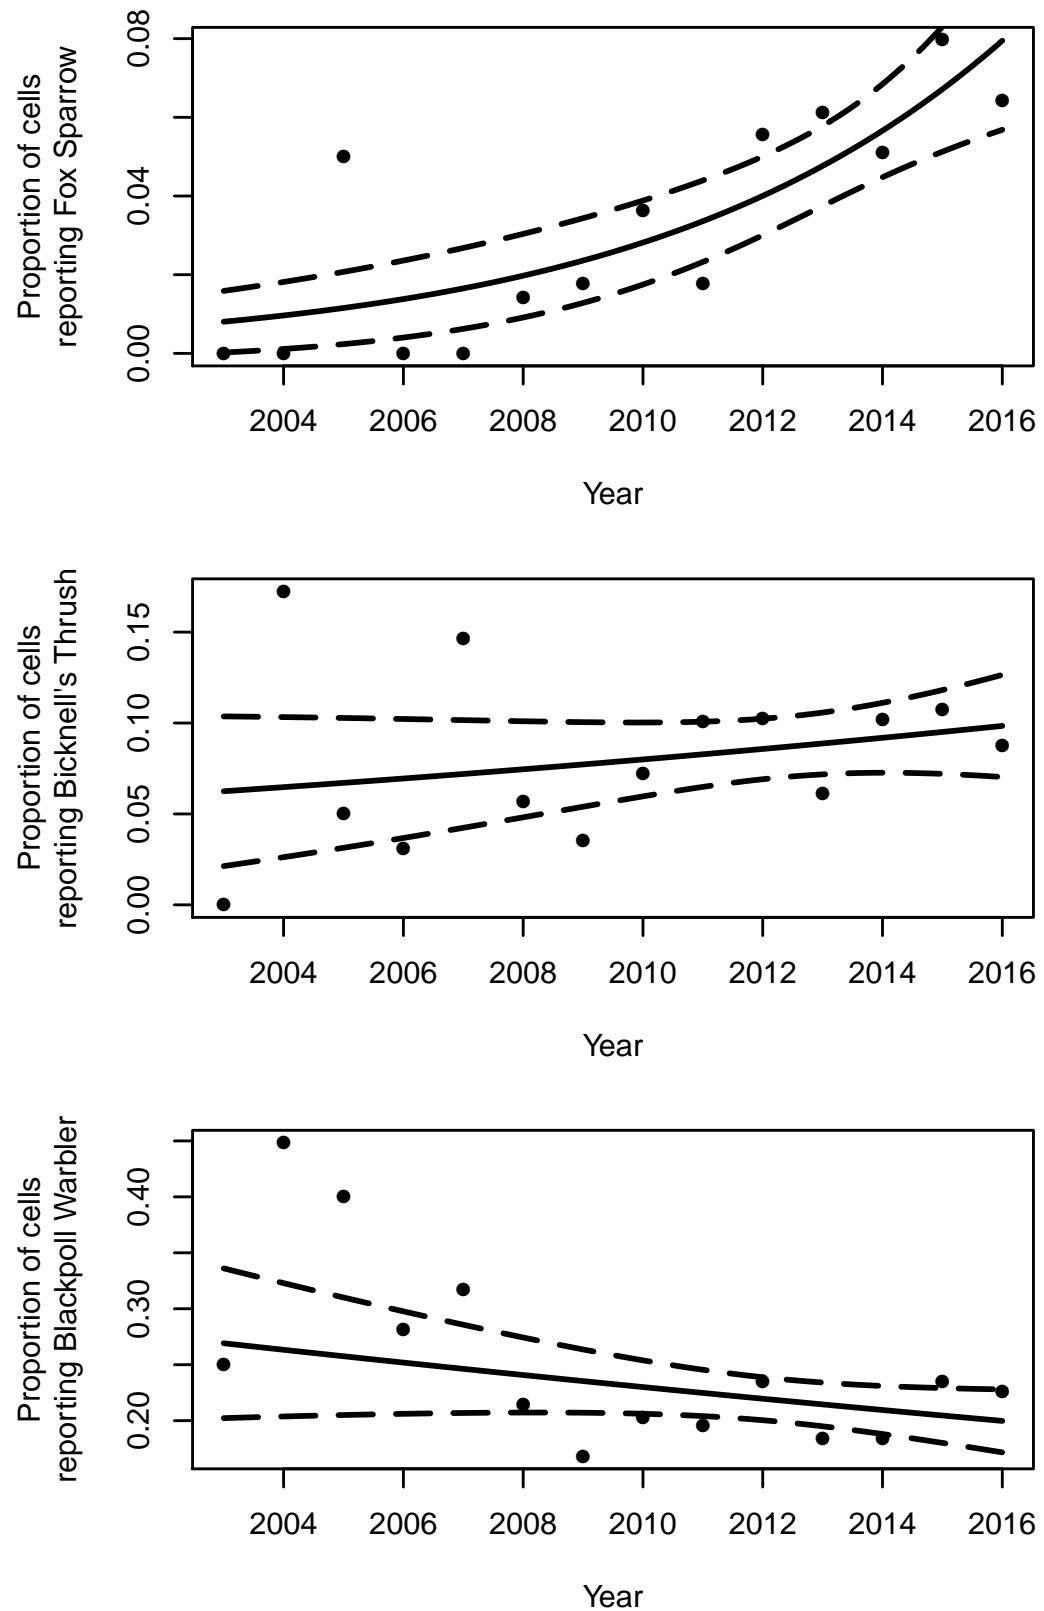 Proportion of cells
reporting Fox Sparrow
0.08
0.04
0.00
2004 2006 2008 2010 2012 2014 2016
Year
Proportion of cells
reporting Bicknell's Thrush
0.15
0.10
0.05
0.00
2004 2006 2008 2010 2012 2014 2016
Year
Proportion of cells
reporting Blackpoll Warbler
0.40
0.30
0.20
2004 2006 2008 2010 2012 2014 2016
Year